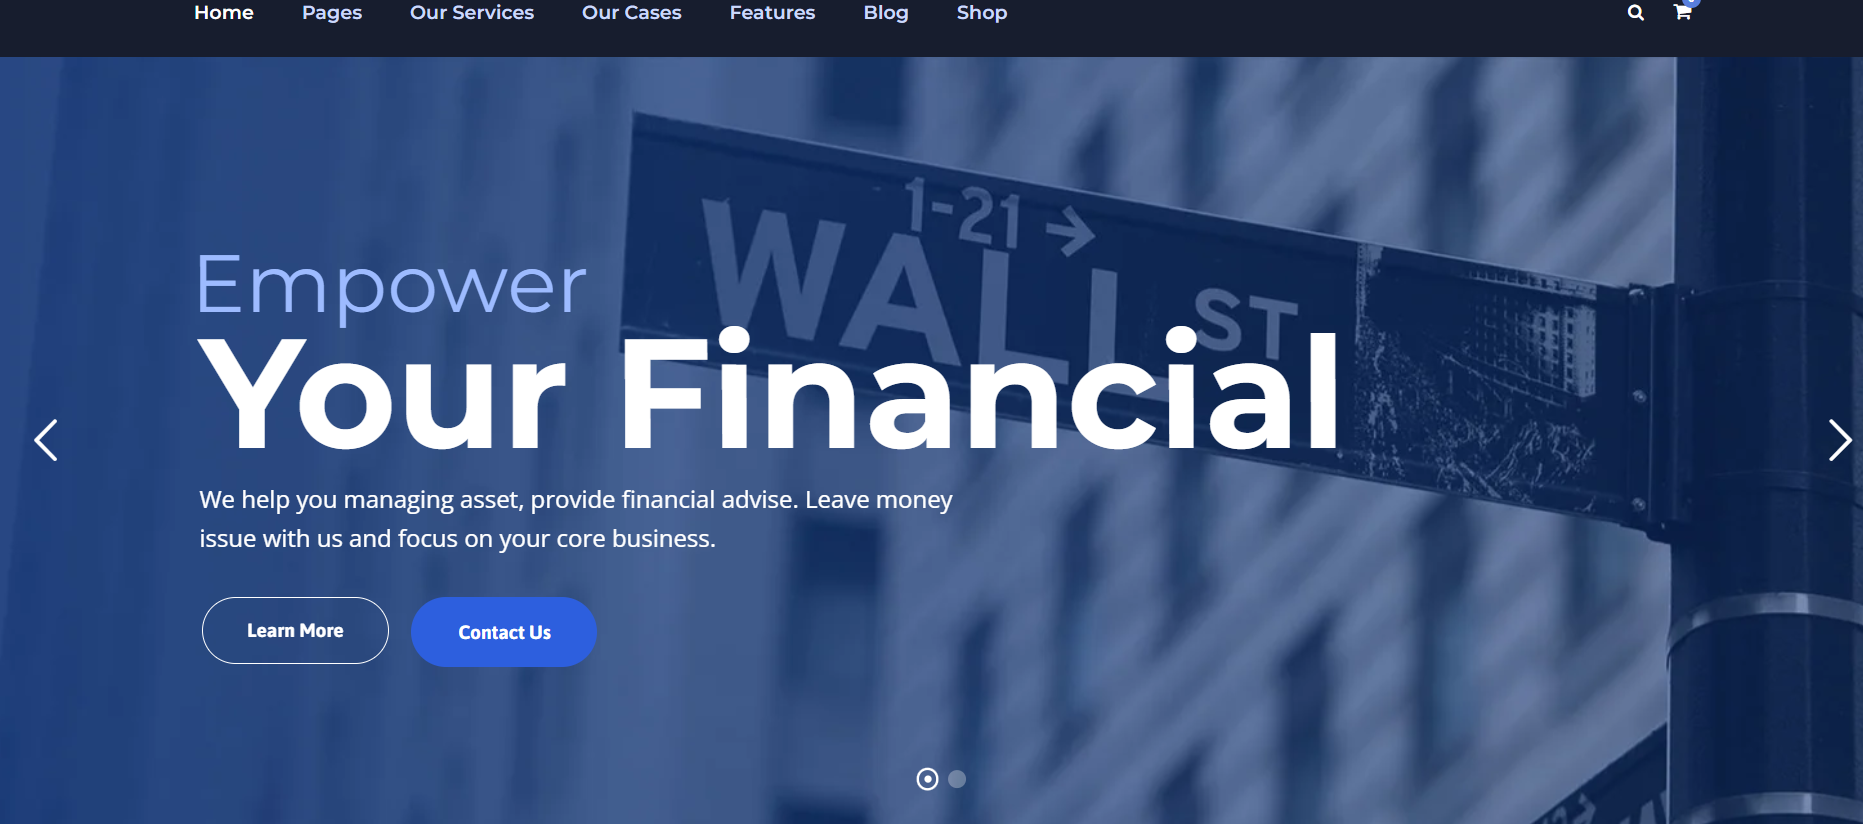 Home Pages Our Services Our Cases Features Blog Shop
1-21 →
WALL ST
Empower
Your Financial
We help you managing asset, provide financial advise. Leave money
issue with us and focus on your core business.
Learn More
Contact Us